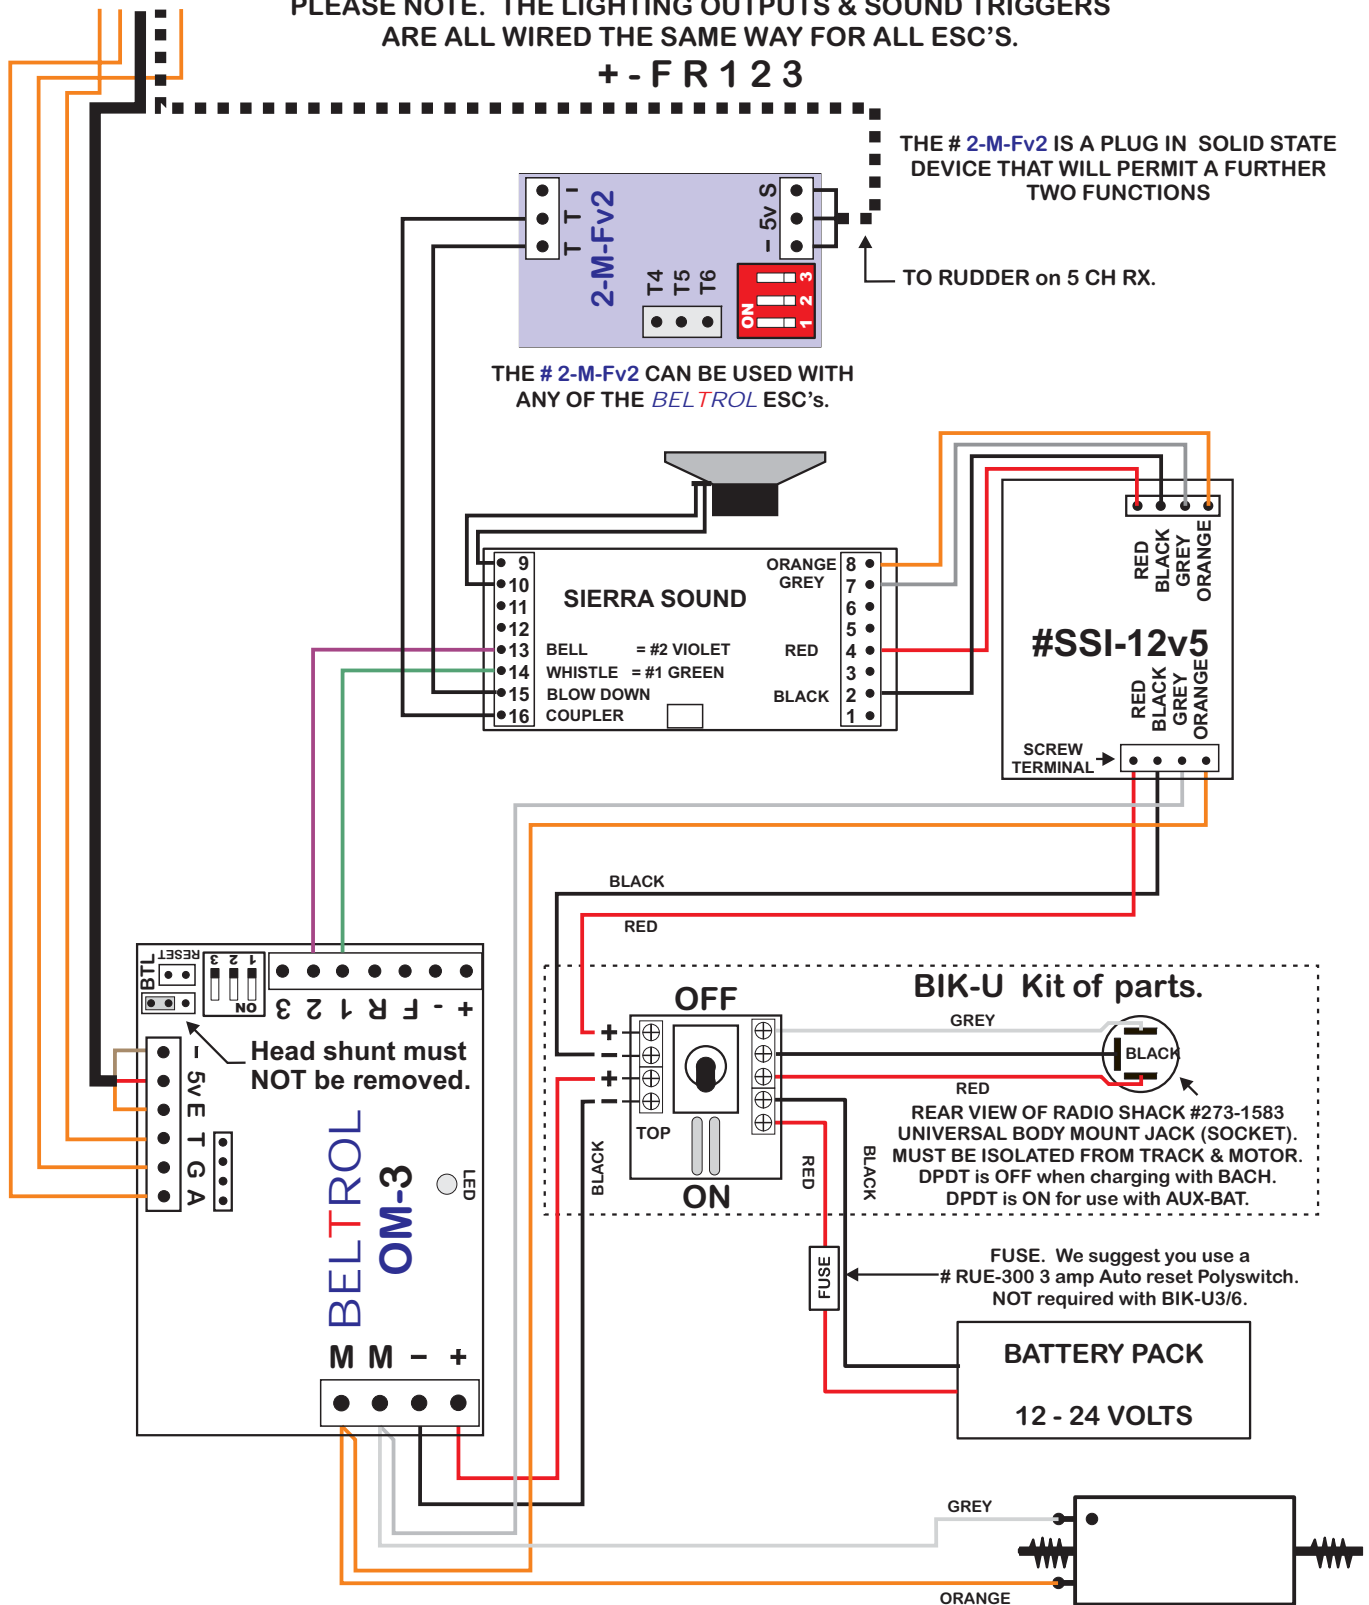 PLEASE NOTE. THE LIGHTING OUTPUTS & SOUND TRIGGERS
ARE ALL WIRED THE SAME WAY FOR ALL ESC'S.
+ - F R 1 2 3
THE # 2-M-Fv2 IS A PLUG IN SOLID STATE
DEVICE THAT WILL PERMIT A FURTHER
TWO FUNCTIONS
T T I
2-M-Fv2
T4
T5
T6
- 5v S
ON
1 2 3
TO RUDDER on 5 CH RX.
THE # 2-M-Fv2 CAN BE USED WITH
ANY OF THE BELTROL ESC's.
9
10
11
12
13 BELL = #2 VIOLET
14 WHISTLE = #1 GREEN
15 BLOW DOWN
16 COUPLER
SIERRA SOUND
ORANGE 8
GREY 7
6
5
RED 4
3
BLACK 2
1
RED
BLACK
GREY
ORANGE
#SSI-12v5
RED
BLACK
GREY
ORANGE
SCREW
TERMINAL
BLACK
RED
BTL
RESET
3 2 1
ON
3 2 1 R F - +
Head shunt must
NOT be removed.
- 5v E T G A
BELTROL
OM-3
LED
M M - +
BIK-U Kit of parts.
OFF
+
-
+
-
TOP
ON
GREY
BLACK
RED
REAR VIEW OF RADIO SHACK #273-1583
UNIVERSAL BODY MOUNT JACK (SOCKET).
MUST BE ISOLATED FROM TRACK & MOTOR.
DPDT is OFF when charging with BACH.
DPDT is ON for use with AUX-BAT.
BLACK
RED
BLACK
FUSE
FUSE. We suggest you use a
# RUE-300 3 amp Auto reset Polyswitch.
NOT required with BIK-U3/6.
BATTERY PACK
12 - 24 VOLTS
GREY
ORANGE